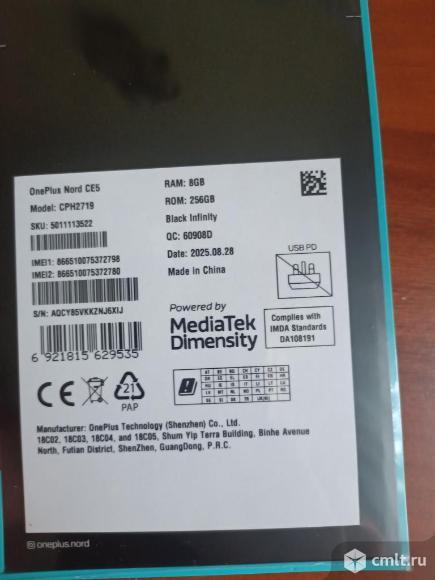 OnePlus Nord CE5
Model: CPH2719
SKU: 5011113522
IMEI1: 866510075372798
IMEI2: 866510075372780
S/N: AQCY85VKKZNJ6XIJ
6 921815 629535
RAM: 8GB
ROM: 256GB
Black Infinity
QC: 60908D
Date: 2025.08.28
Made in China
USB PD
Powered by
MediaTek
Dimensity
Complies with
IMDA Standards
DA108191
CE
21
PAP
Manufacturer: OnePlus Technology (Shenzhen) Co., Ltd.
18C02, 18C03, 18C04, and 18C05, Shum Yip Terra Building, Binhe Avenue
North, Futian District, ShenZhen, GuangDong, P.R.C.
oneplus.nord
cmlt.ru